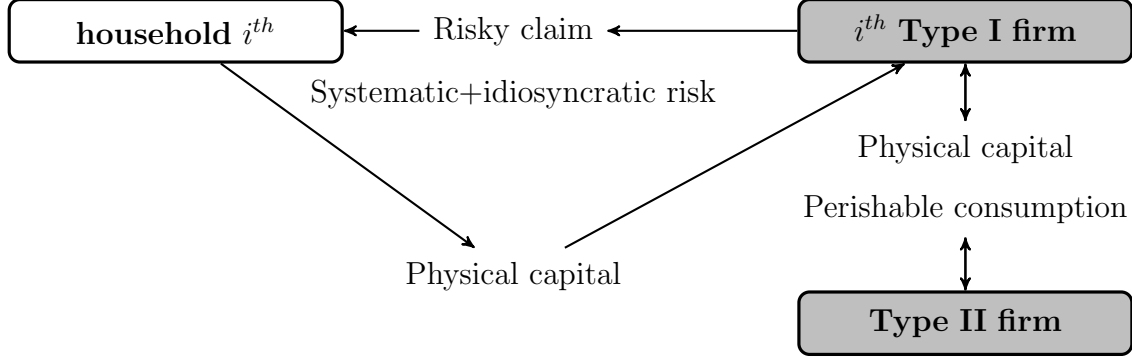 household i^th
Risky claim
i^th Type I firm
Systematic+idiosyncratic risk
Physical capital
Perishable consumption
Physical capital
Type II firm